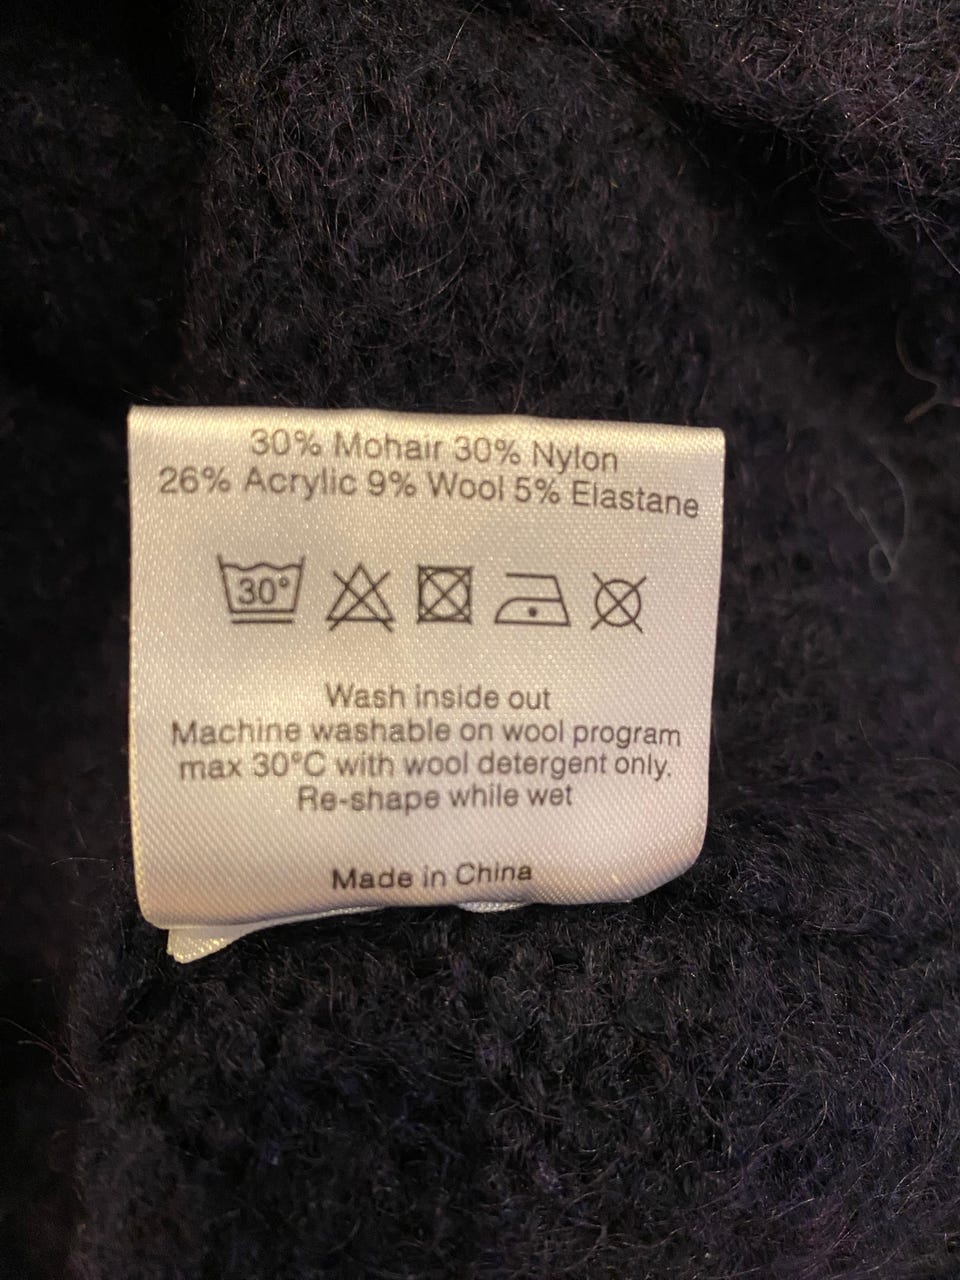 30% Mohair 30% Nylon
26% Acrylic 9% Wool 5% Elastane
30°
Wash inside out
Machine washable on wool program
max 30°C with wool detergent only.
Re-shape while wet
Made in China